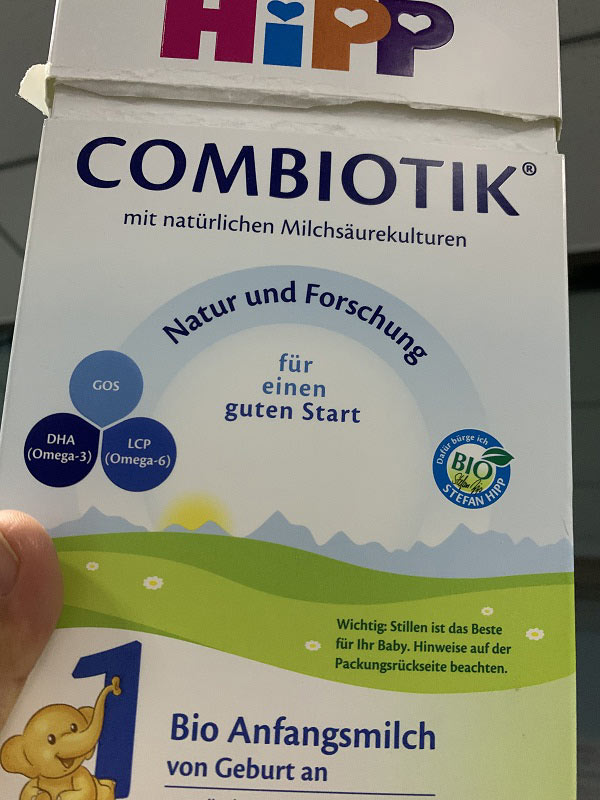 HiPP
COMBIOTIK®
mit natürlichen Milchsäurekulturen
Natur und Forschung
für
einen
guten Start
GOS
DHA
(Omega-3)
LCP
(Omega-6)
Dafür bürge ich
BIO
STEFAN HIPP
Wichtig: Stillen ist das Beste
für Ihr Baby. Hinweise auf der
Packungsrückseite beachten.
1
Bio Anfangsmilch
von Geburt an